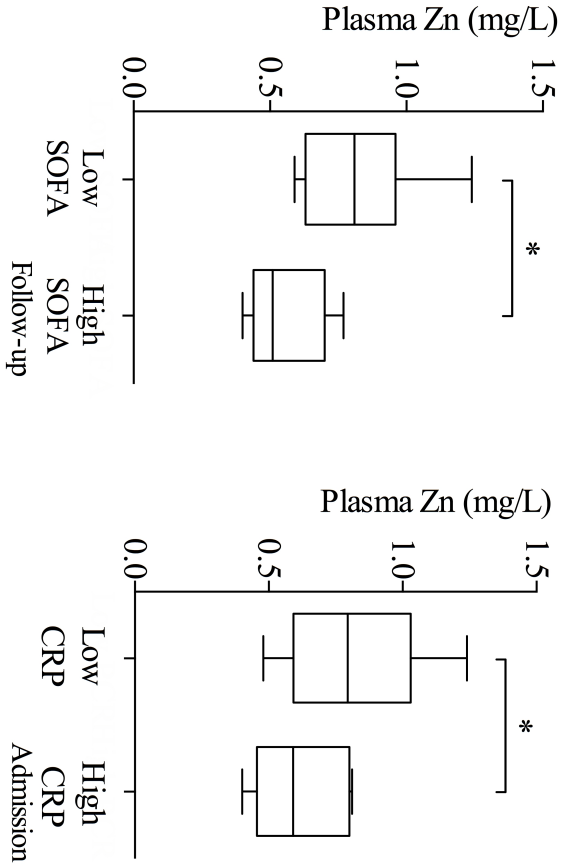 Plasma Zn (mg/L)
1.5
1.0
0.5
0.0
*
Low
SOFA
High
SOFA
Follow-up
Plasma Zn (mg/L)
1.5
1.0
0.5
0.0
*
Low
CRP
High
CRP
Admission